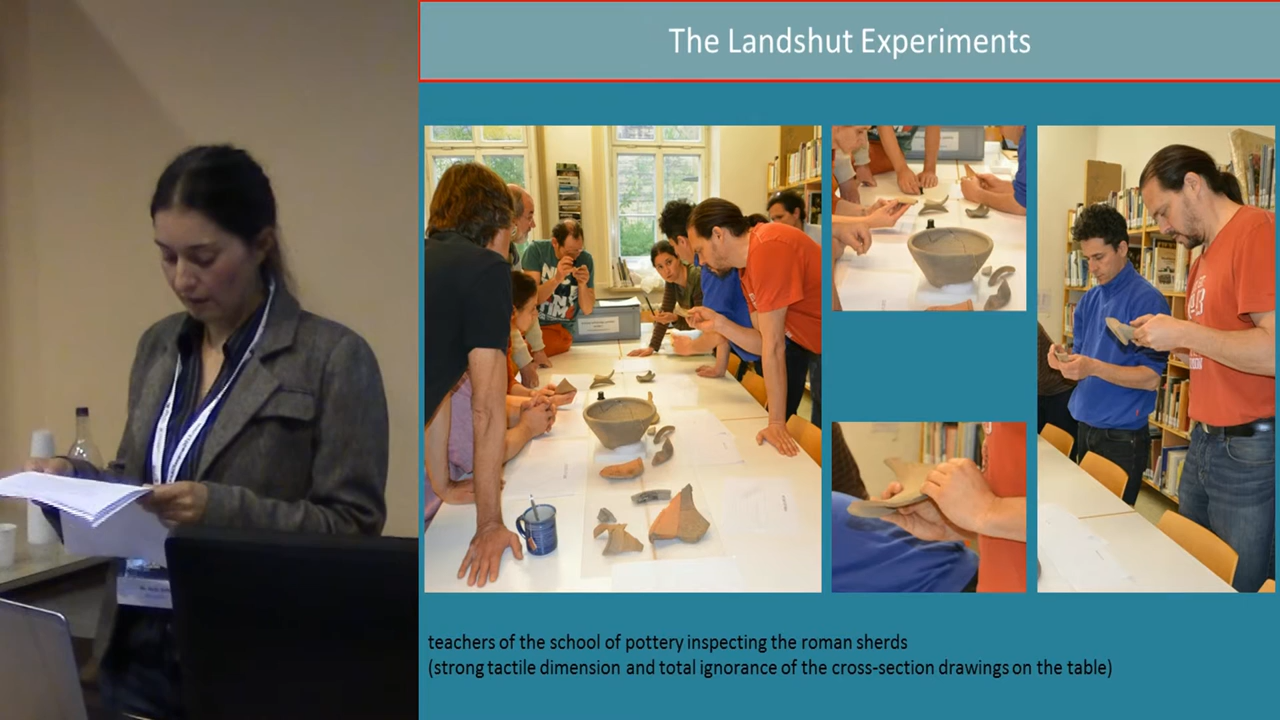 The Landshut Experiments
teachers of the school of pottery inspecting the roman sherds
(strong tactile dimension and total ignorance of the cross-section drawings on the table)